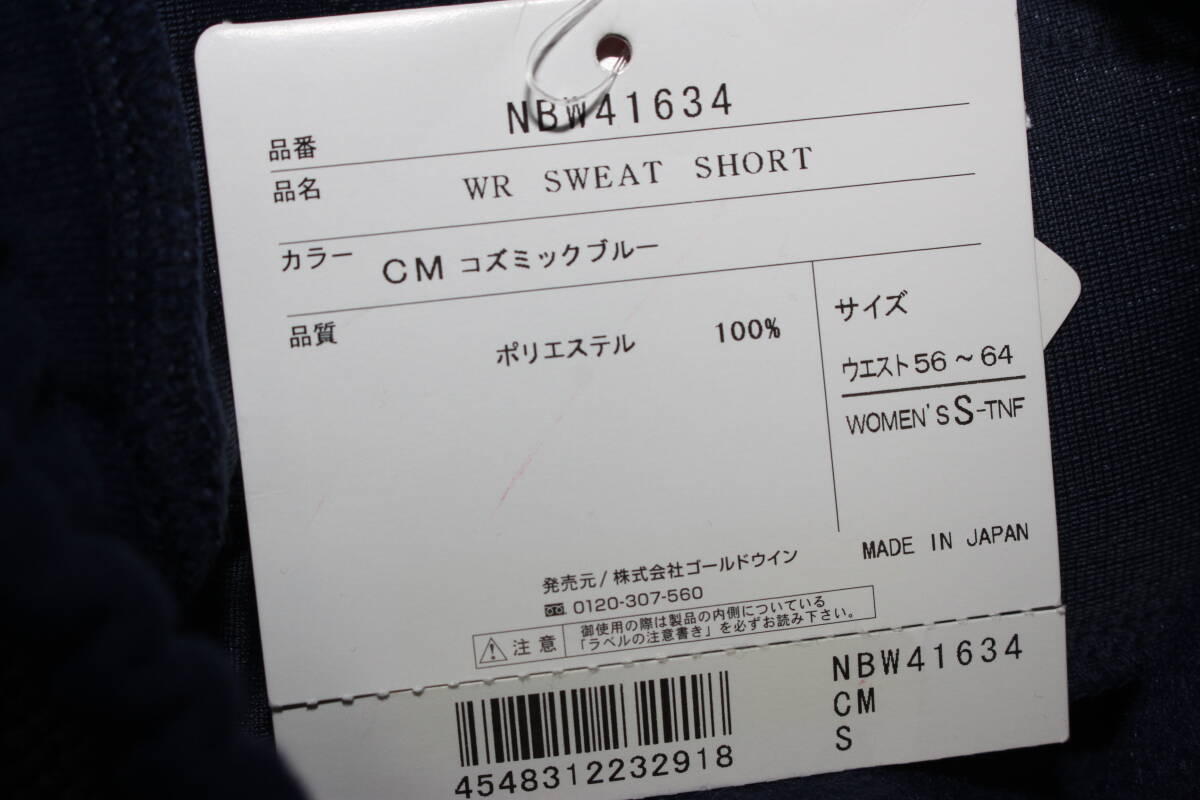 品番 NBW41634
品名 WR SWEAT SHORT
カラー CM コズミックブルー
品質 ポリエステル 100%
サイズ
ウエスト56～64
WOMEN'S S-TNF
MADE IN JAPAN
発売元/株式会社ゴールドウイン
0120-307-560
注意
御使用の際は製品の内側についている
「ラベルの注意書き」を必ずお読み下さい。
NBW41634
CM
S
4548312232918